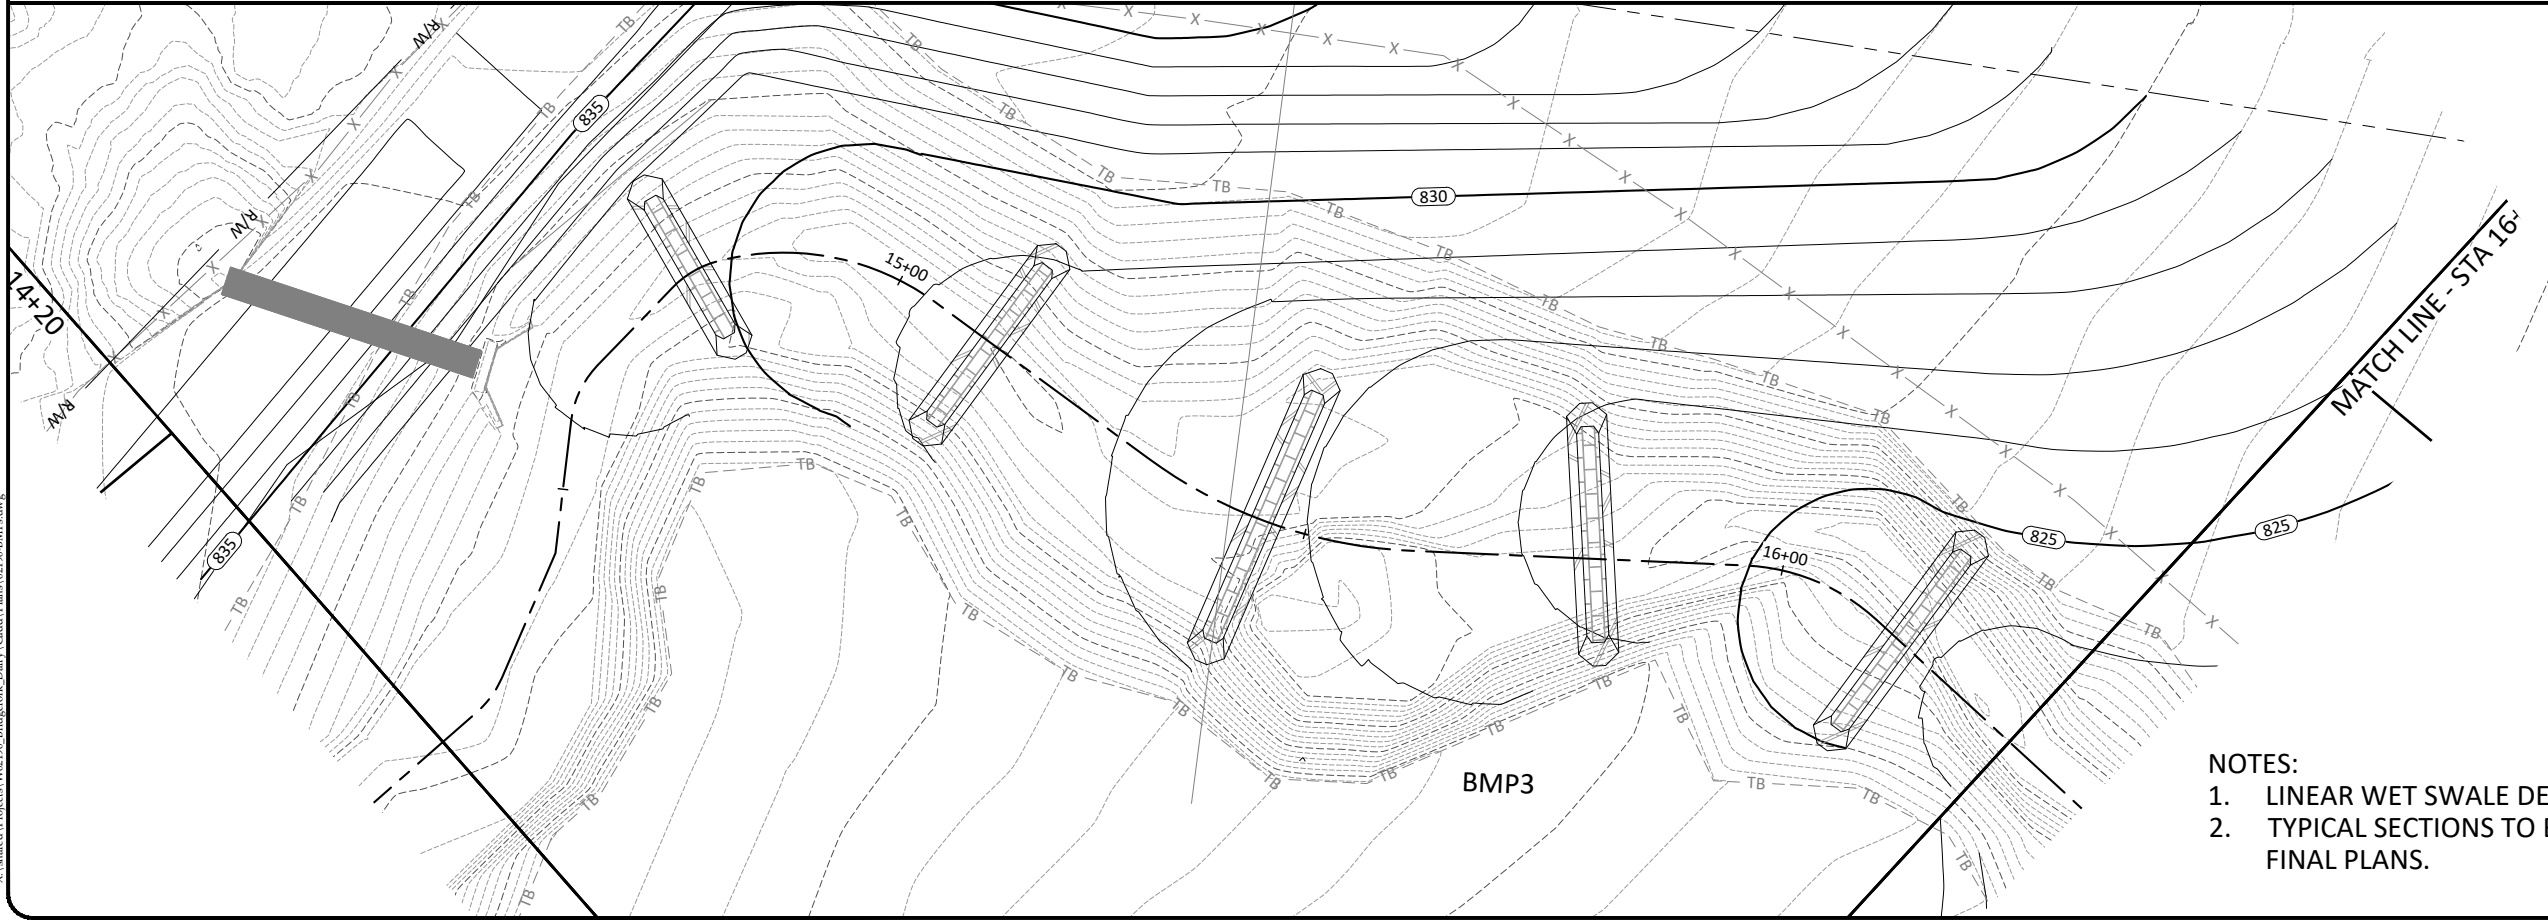 R/W
TB
X
835
R/W
14+20
R/W
835
15+00
830
16+00
825
825
MATCH LINE - STA 16+
BMP3
NOTES:
1. LINEAR WET SWALE DE
2. TYPICAL SECTIONS TO
FINAL PLANS.